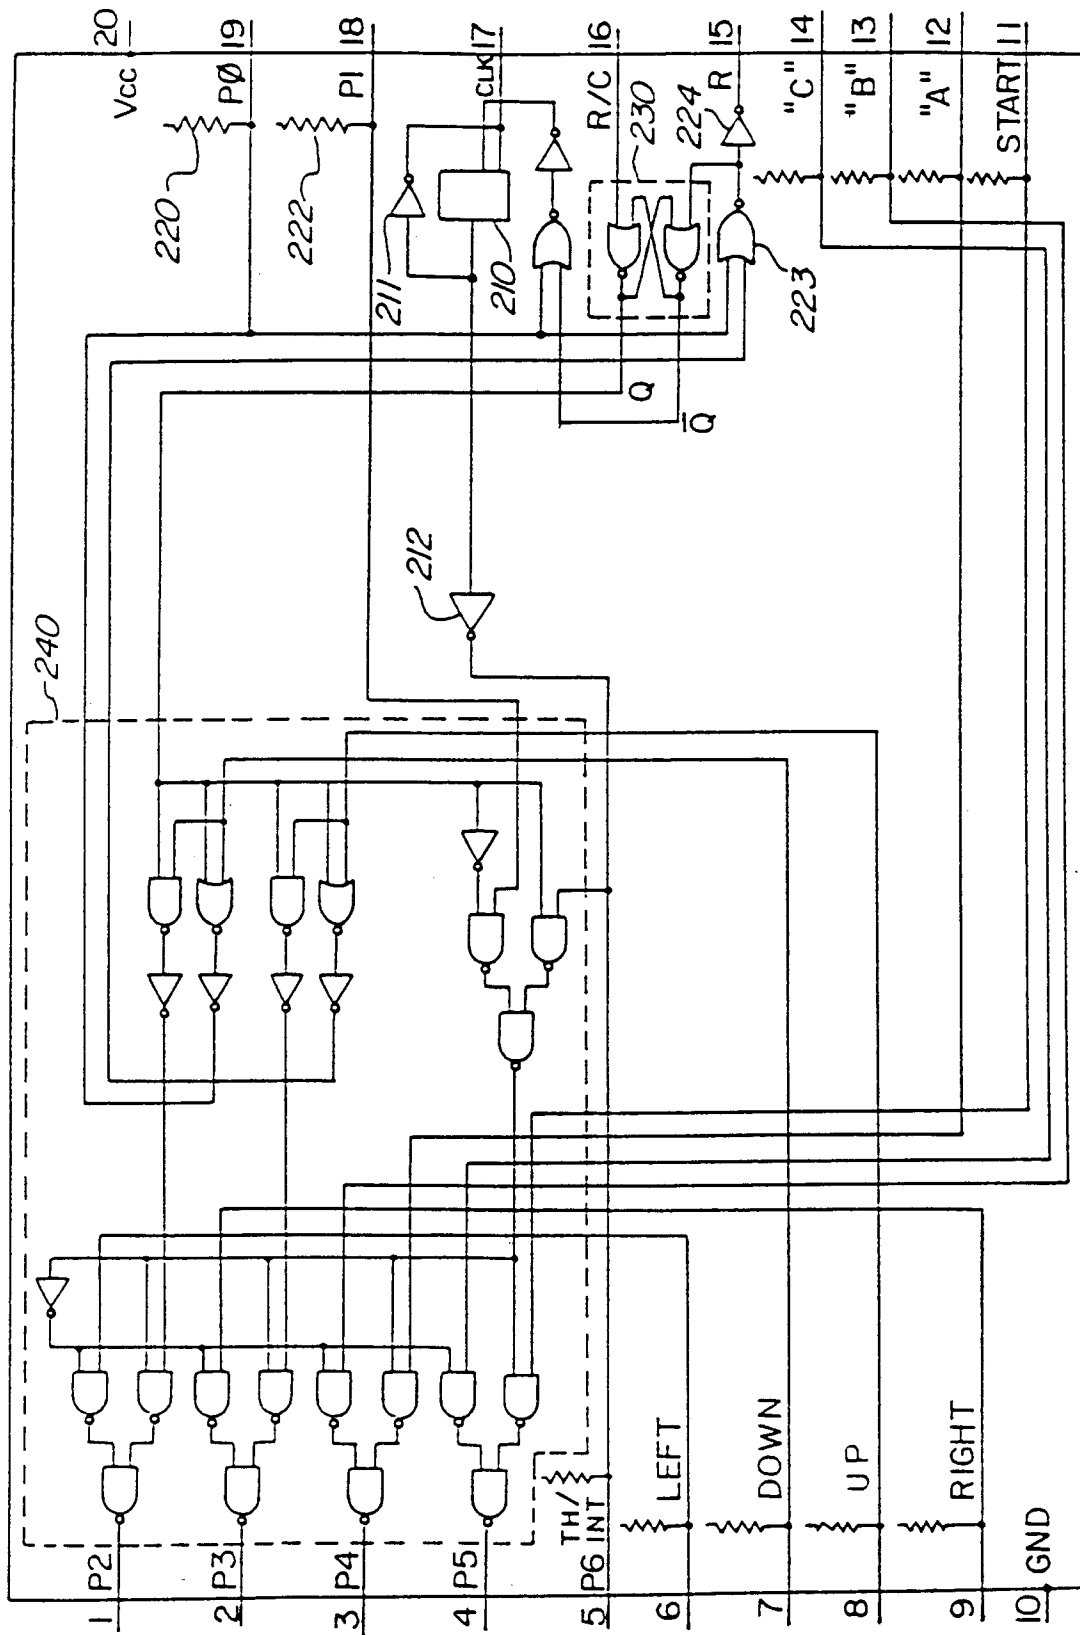 20
Vcc
19
PØ
18
P1
17
CLK
16
R/C
15
R
14
"C"
13
"B"
12
"A"
11
START
220
222
211
210
230
224
223
Q
Q̅
212
240
1 P2
2 P3
3 P4
4 P5
5 P6
TH/
INT
6
LEFT
7
DOWN
8
UP
9
RIGHT
10 GND